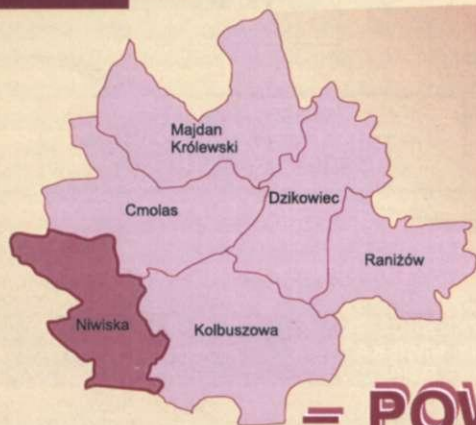 Majdan
Królewski
Cmolas
Dzikowiec
Raniżów
Niwiska
Kolbuszowa